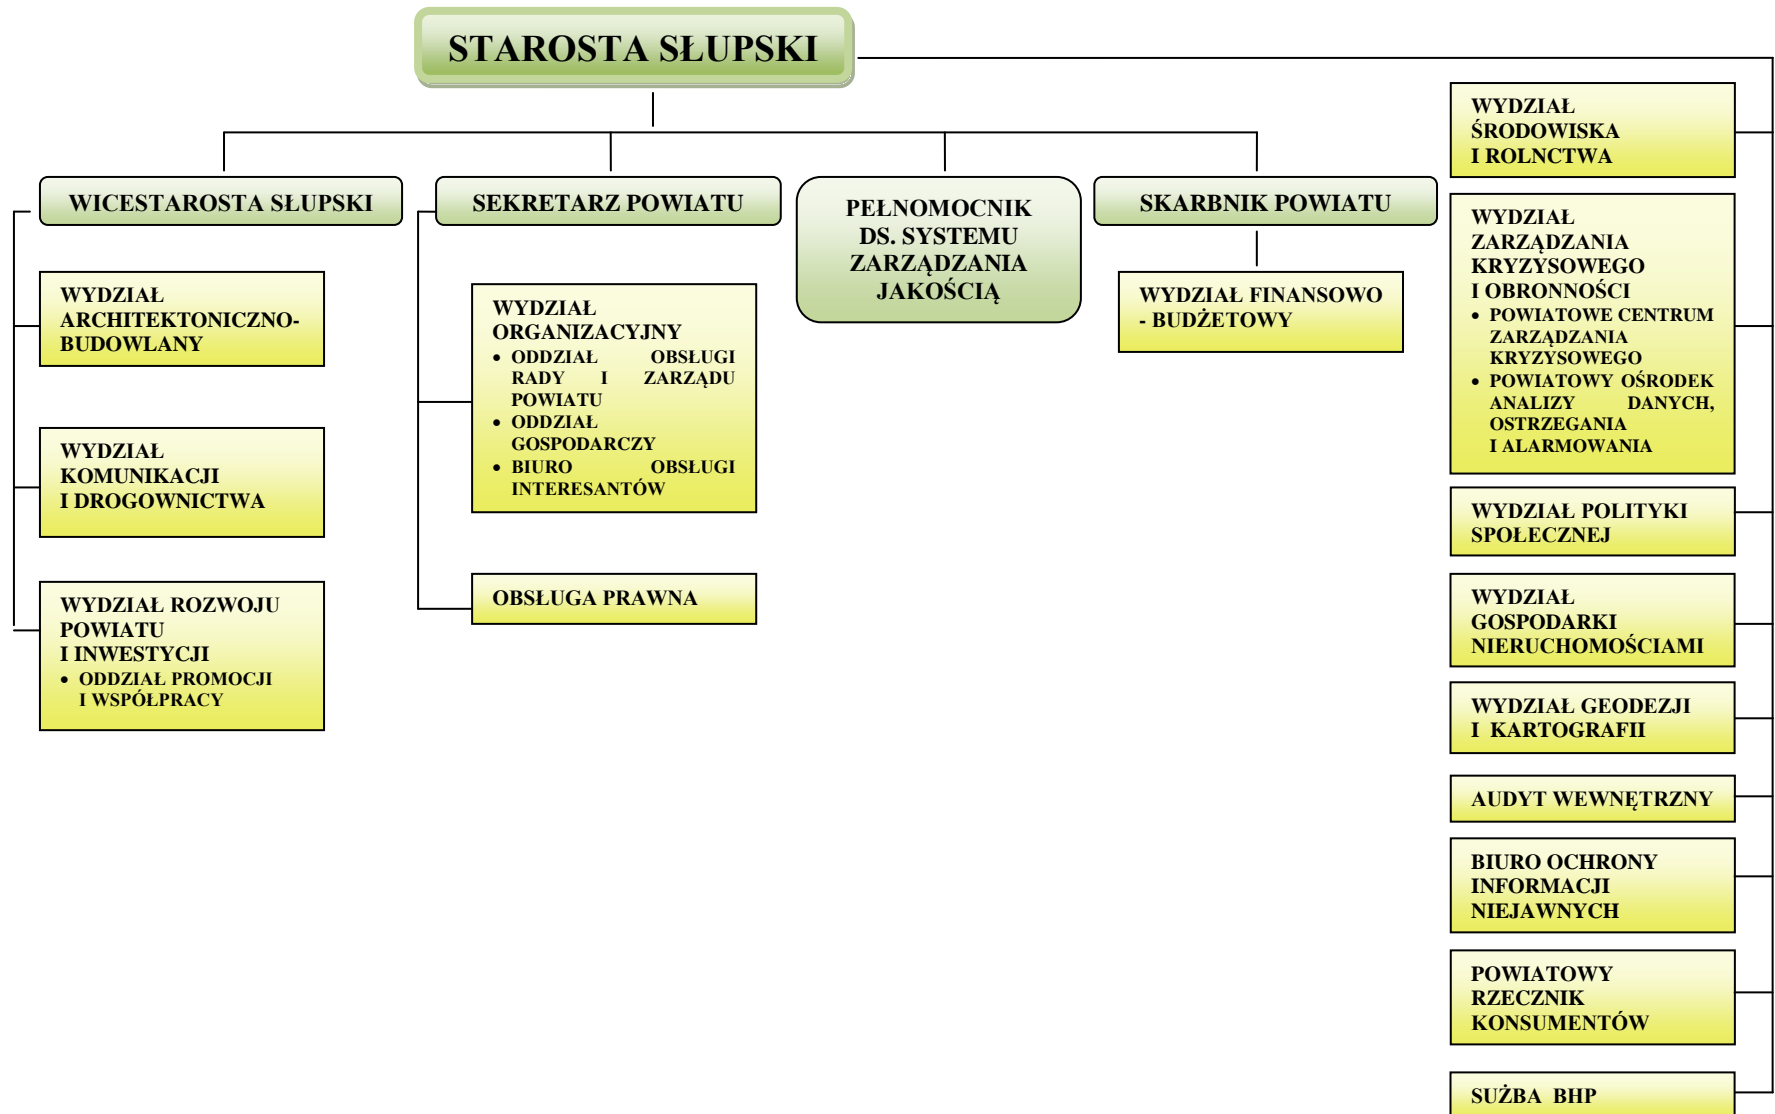 STAROSTA SŁUPSKI
WICESTAROSTA SŁUPSKI
WYDZIAŁ
ARCHITEKTONICZNO-
BUDOWLANY
WYDZIAŁ
KOMUNIKACJI
I DROGOWNICTWA
WYDZIAŁ ROZWOJU
POWIATU
I INWESTYCJI
• ODDZIAŁ PROMOCJI
I WSPÓŁPRACY
SEKRETARZ POWIATU
WYDZIAŁ
ORGANIZACYJNY
• ODDZIAŁ OBSŁUGI
RADY I ZARZĄDU
POWIATU
• ODDZIAŁ
GOSPODARCZY
• BIURO OBSŁUGI
INTERESANTÓW
OBSŁUGA PRAWNA
PEŁNOMOCNIK
DS. SYSTEMU
ZARZĄDZANIA
JAKOŚCIĄ
SKARBNIK POWIATU
WYDZIAŁ FINANSOWO
- BUDŻETOWY
WYDZIAŁ
ŚRODOWISKA
I ROLNCTWA
WYDZIAŁ
ZARZĄDZANIA
KRYZYSOWEGO
I OBRONNOŚCI
• POWIATOWE CENTRUM
ZARZĄDZANIA
KRYZYSOWEGO
• POWIATOWY OŚRODEK
ANALIZY DANYCH,
OSTRZEGANIA
I ALARMOWANIA
WYDZIAŁ POLITYKI
SPOŁECZNEJ
WYDZIAŁ
GOSPODARKI
NIERUCHOMOŚCIAMI
WYDZIAŁ GEODEZJI
I KARTOGRAFII
AUDYT WEWNĘTRZNY
BIURO OCHRONY
INFORMACJI
NIEJAWNYCH
POWIATOWY
RZECZNIK
KONSUMENTÓW
SUŻBA BHP